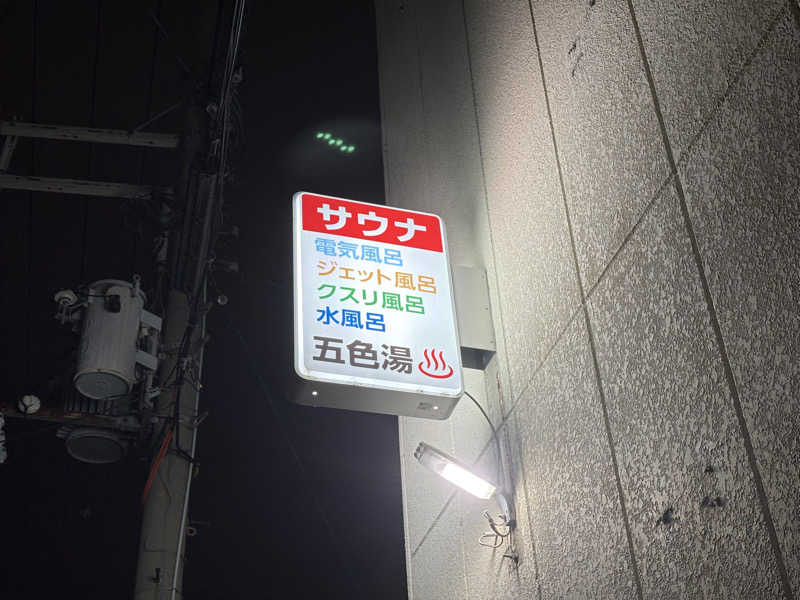 サウナ
電気風呂
ジェット風呂
クスリ風呂
水風呂
五色湯♨